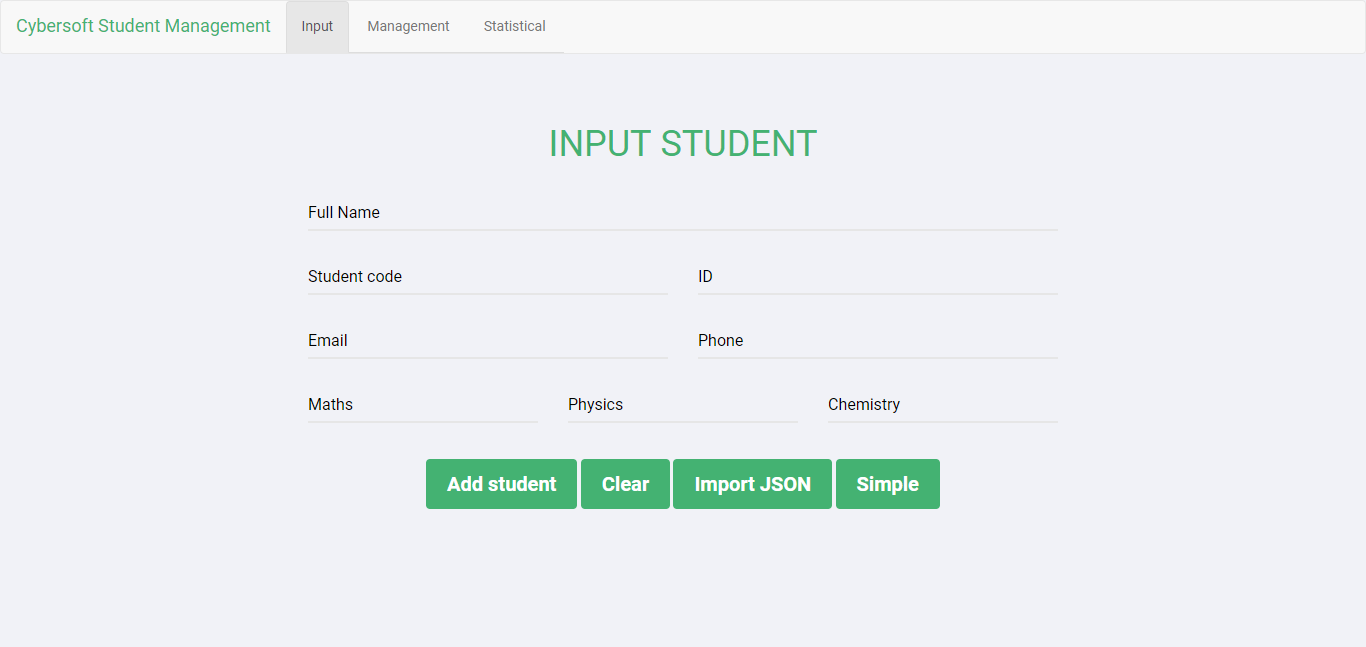 Cybersoft Student Management Input Management Statistical
INPUT STUDENT
Full Name
Student code ID
Email Phone
Maths Physics Chemistry
Add student Clear Import JSON Simple